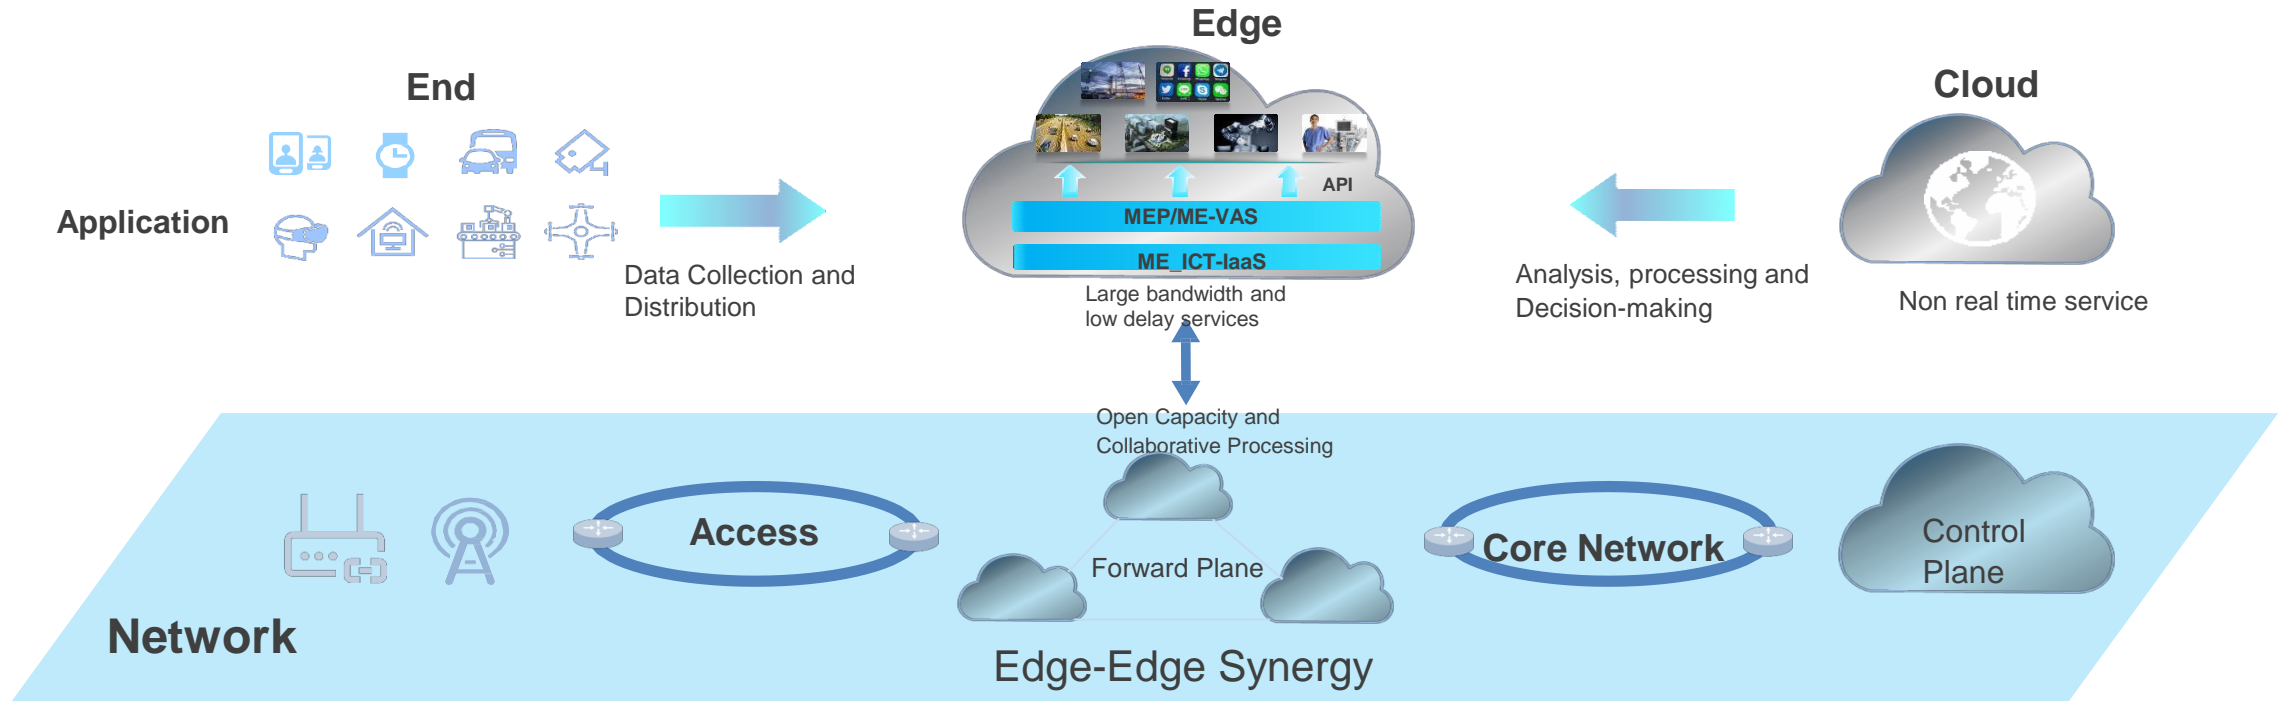 Edge
End
Cloud
Application
API
MEP/ME-VAS
ME_ICT-IaaS
Data Collection and
Distribution
Large bandwidth and
low delay services
Analysis, processing and
Decision-making
Non real time service
Open Capacity and
Collaborative Processing
Access
Forward Plane
Core Network
Control
Plane
Network
Edge-Edge Synergy